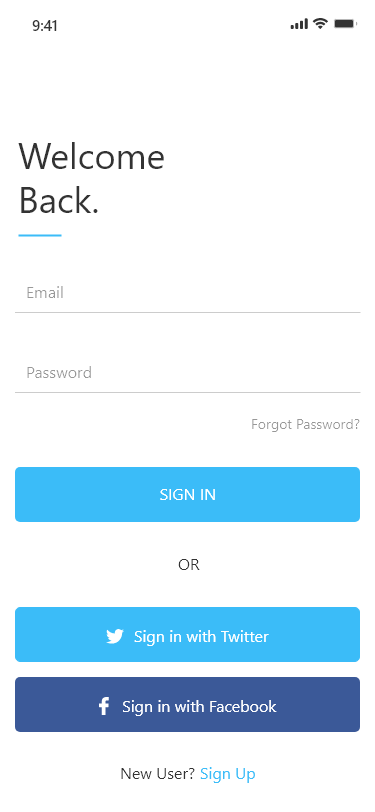 9:41
Welcome
Back.
Email
Password
Forgot Password?
SIGN IN
OR
Sign in with Twitter
Sign in with Facebook
New User? Sign Up